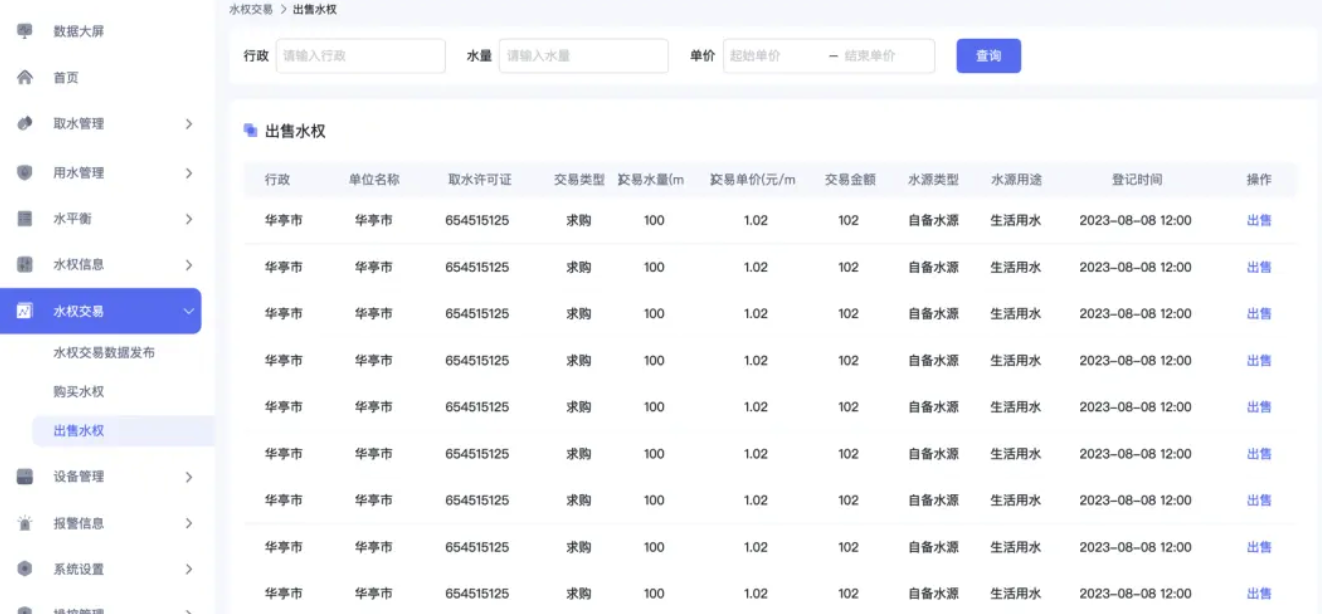 水权交易 > 出售水权
数据大屏
首页
取水管理
用水管理
水平衡
水权信息
水权交易
水权交易数据发布
购买水权
出售水权
设备管理
报警信息
系统设置
行政 请输入行政 水量 请输入水量 单价 起始单价 — 结束单价 查询
出售水权
行政 单位名称 取水许可证 交易类型 交易水量(m 交易单价(元/m 交易金额 水源类型 水源用途 登记时间 操作
华亭市 华亭市 654515125 求购 100 1.02 102 自备水源 生活用水 2023-08-08 12:00 出售
华亭市 华亭市 654515125 求购 100 1.02 102 自备水源 生活用水 2023-08-08 12:00 出售
华亭市 华亭市 654515125 求购 100 1.02 102 自备水源 生活用水 2023-08-08 12:00 出售
华亭市 华亭市 654515125 求购 100 1.02 102 自备水源 生活用水 2023-08-08 12:00 出售
华亭市 华亭市 654515125 求购 100 1.02 102 自备水源 生活用水 2023-08-08 12:00 出售
华亭市 华亭市 654515125 求购 100 1.02 102 自备水源 生活用水 2023-08-08 12:00 出售
华亭市 华亭市 654515125 求购 100 1.02 102 自备水源 生活用水 2023-08-08 12:00 出售
华亭市 华亭市 654515125 求购 100 1.02 102 自备水源 生活用水 2023-08-08 12:00 出售
华亭市 华亭市 654515125 求购 100 1.02 102 自备水源 生活用水 2023-08-08 12:00 出售